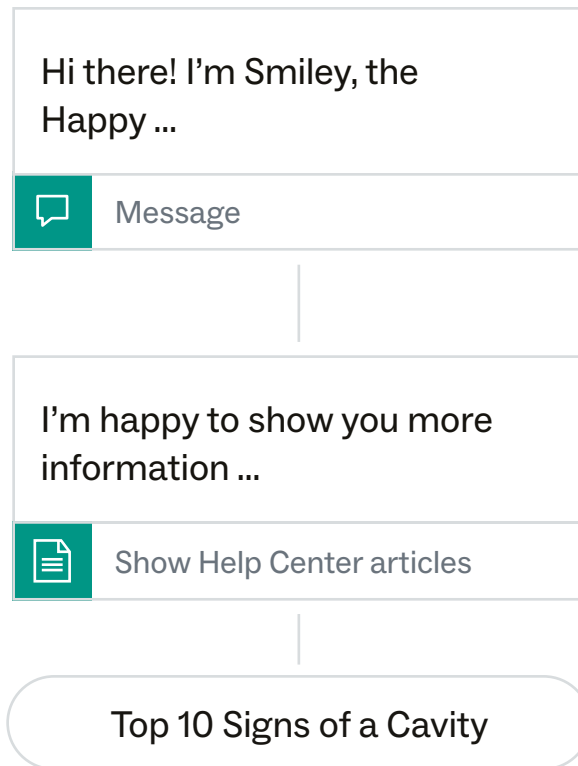 Hi there! I’m Smiley, the
Happy ...
Message
I’m happy to show you more
information ...
Show Help Center articles
Top 10 Signs of a Cavity